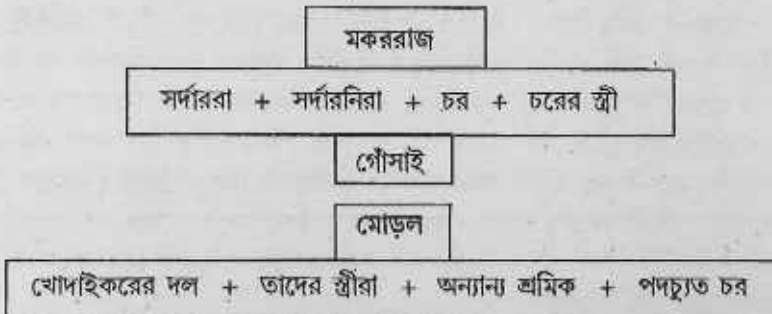 মকররাজ
সর্দাররা + সর্দারনিরা + চর + চরের স্ত্রী
গোঁসাই
মোড়ল
খোদাইকরের দল + তাদের স্ত্রীরা + অন্যান্য শ্রমিক + পদচ্যুত চর